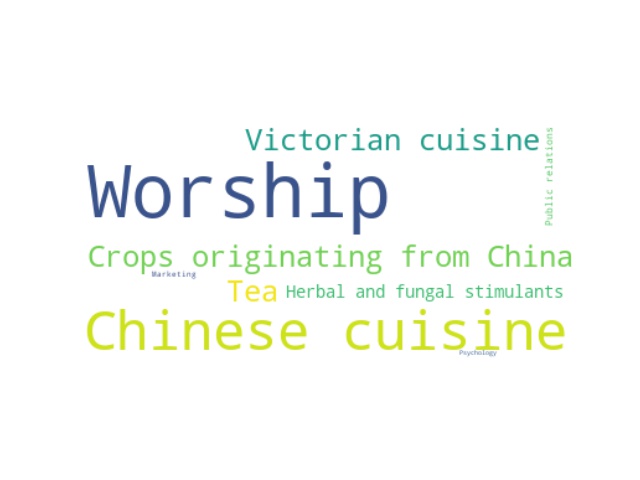 Victorian cuisine
Public relations
Worship
Crops originating from China
Marketing
Tea
Herbal and fungal stimulants
Chinese cuisine
Psychology